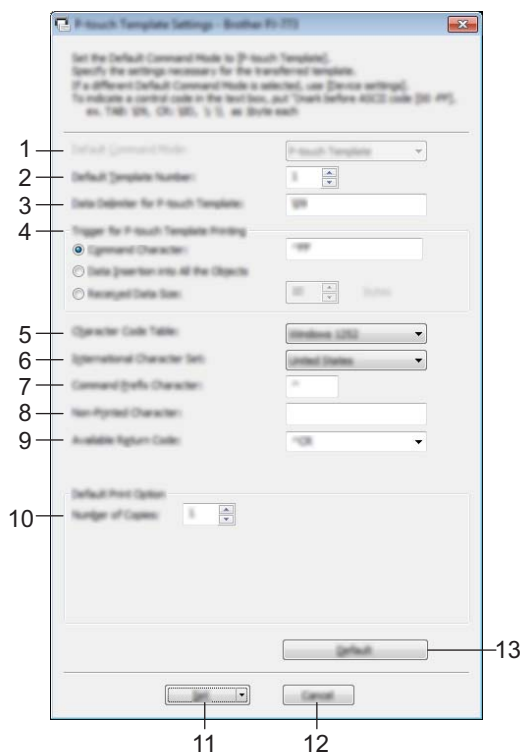 P-touch Template Settings - Brother PJ-773
Set the Default Command Mode to [P-touch Template].
Specify the settings necessary for the transferred template.
If a different Default Command Mode is selected, use [Device settings].
To indicate a control code in the text box, put "\"mark before ASCII code [00 -FF],
1
Default Command Mode:
P-touch Template
2
Default Template Number:
1
3
Data Delimiter for P-touch Template:
\09
4
Trigger for P-touch Template Printing
Command Character:
^FF
Data Insertion into All the Objects
Received Data Size:
bytes
5
Character Code Table:
Windows 1252
6
International Character Set:
United States
7
Command Prefix Character:
^
8
Non-Printed Character:
9
Available Return Code:
^CR
Default Print Option
10
Number of Copies:
1
Default
13
Set
Cancel
11
12